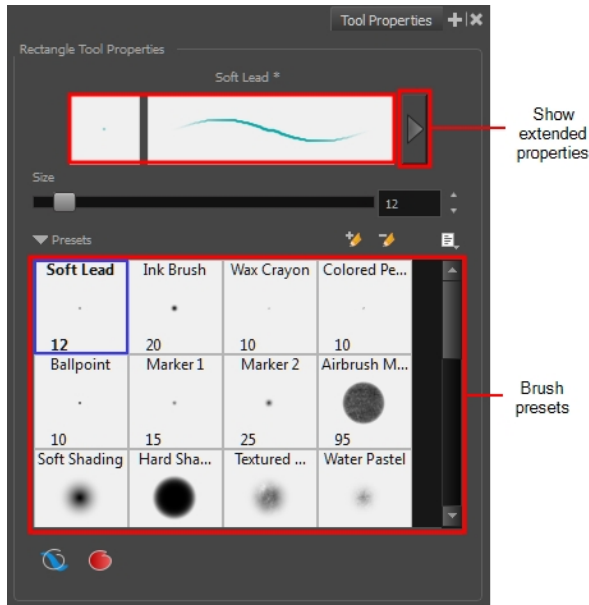 Tool Properties
Rectangle Tool Properties
Soft Lead *
Show
extended
properties
Size
12
Presets
Soft Lead Ink Brush Wax Crayon Colored Pe...
12 20 10 10
Ballpoint Marker 1 Marker 2 Airbrush M...
10 15 25 95
Brush
presets
Soft Shading Hard Sha... Textured ... Water Pastel